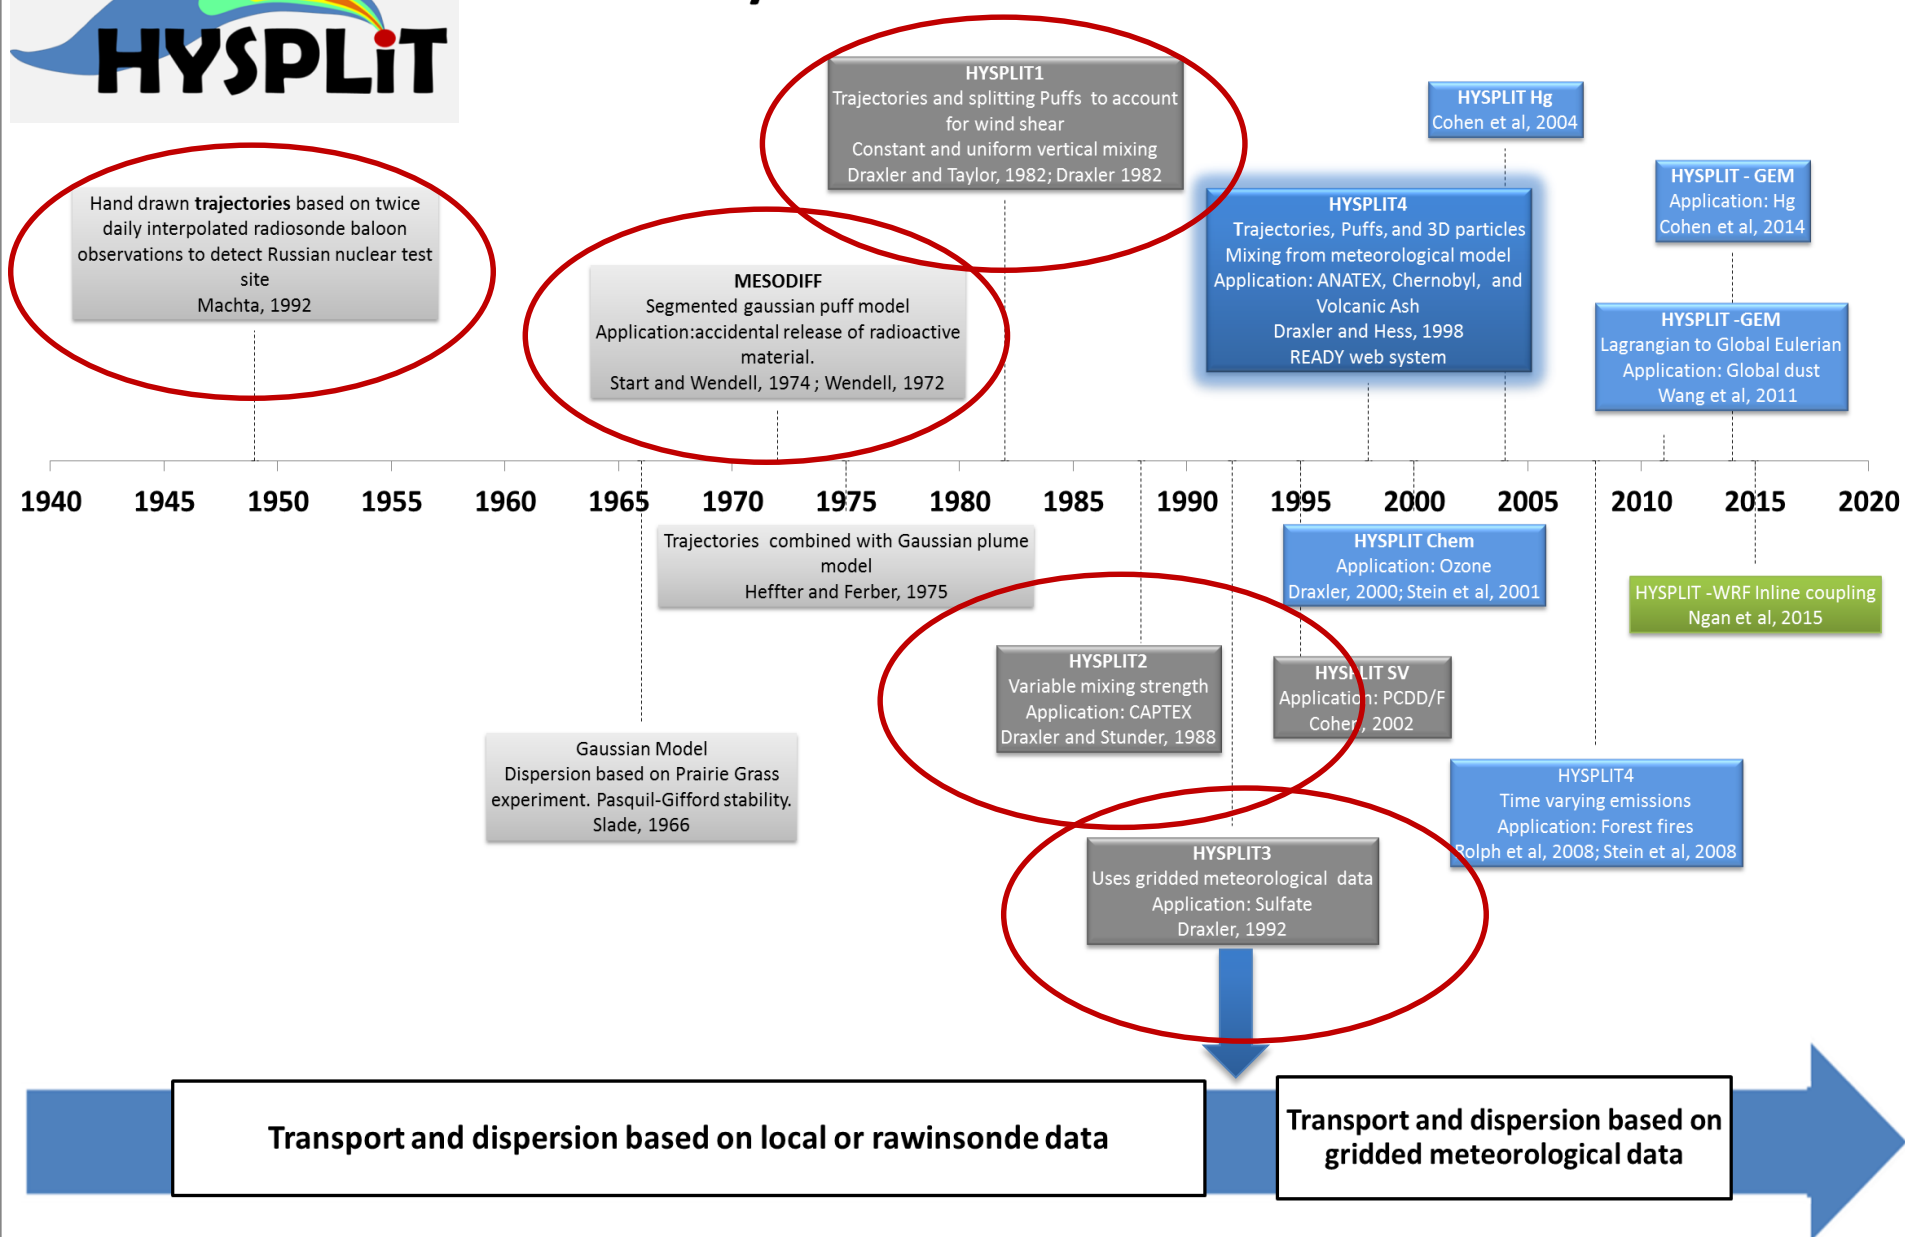 HYSPLiT
HYSPLIT1
Trajectories and splitting Puffs to account
for wind shear
Constant and uniform vertical mixing
Draxler and Taylor, 1982; Draxler 1982
HYSPLIT Hg
Cohen et al, 2004
Hand drawn trajectories based on twice
daily interpolated radiosonde baloon
observations to detect Russian nuclear test
site
Machta, 1992
MESODIFF
Segmented gaussian puff model
Application:accidental release of radioactive
material.
Start and Wendell, 1974 ; Wendell, 1972
HYSPLIT4
Trajectories, Puffs, and 3D particles
Mixing from meteorological model
Application: ANATEX, Chernobyl, and
Volcanic Ash
Draxler and Hess, 1998
READY web system
HYSPLIT - GEM
Application: Hg
Cohen et al, 2014
HYSPLIT -GEM
Lagrangian to Global Eulerian
Application: Global dust
Wang et al, 2011
1940 1945 1950 1955 1960 1965 1970 1975 1980 1985 1990 1995 2000 2005 2010 2015 2020
Trajectories combined with Gaussian plume
model
Heffter and Ferber, 1975
HYSPLIT Chem
Application: Ozone
Draxler, 2000; Stein et al, 2001
HYSPLIT -WRF Inline coupling
Ngan et al, 2015
HYSPLIT2
Variable mixing strength
Application: CAPTEX
Draxler and Stunder, 1988
HYSPLIT SV
Application: PCDD/F
Cohen, 2002
Gaussian Model
Dispersion based on Prairie Grass
experiment. Pasquil-Gifford stability.
Slade, 1966
HYSPLIT4
Time varying emissions
Application: Forest fires
Rolph et al, 2008; Stein et al, 2008
HYSPLIT3
Uses gridded meteorological data
Application: Sulfate
Draxler, 1992
Transport and dispersion based on local or rawinsonde data
Transport and dispersion based on
gridded meteorological data